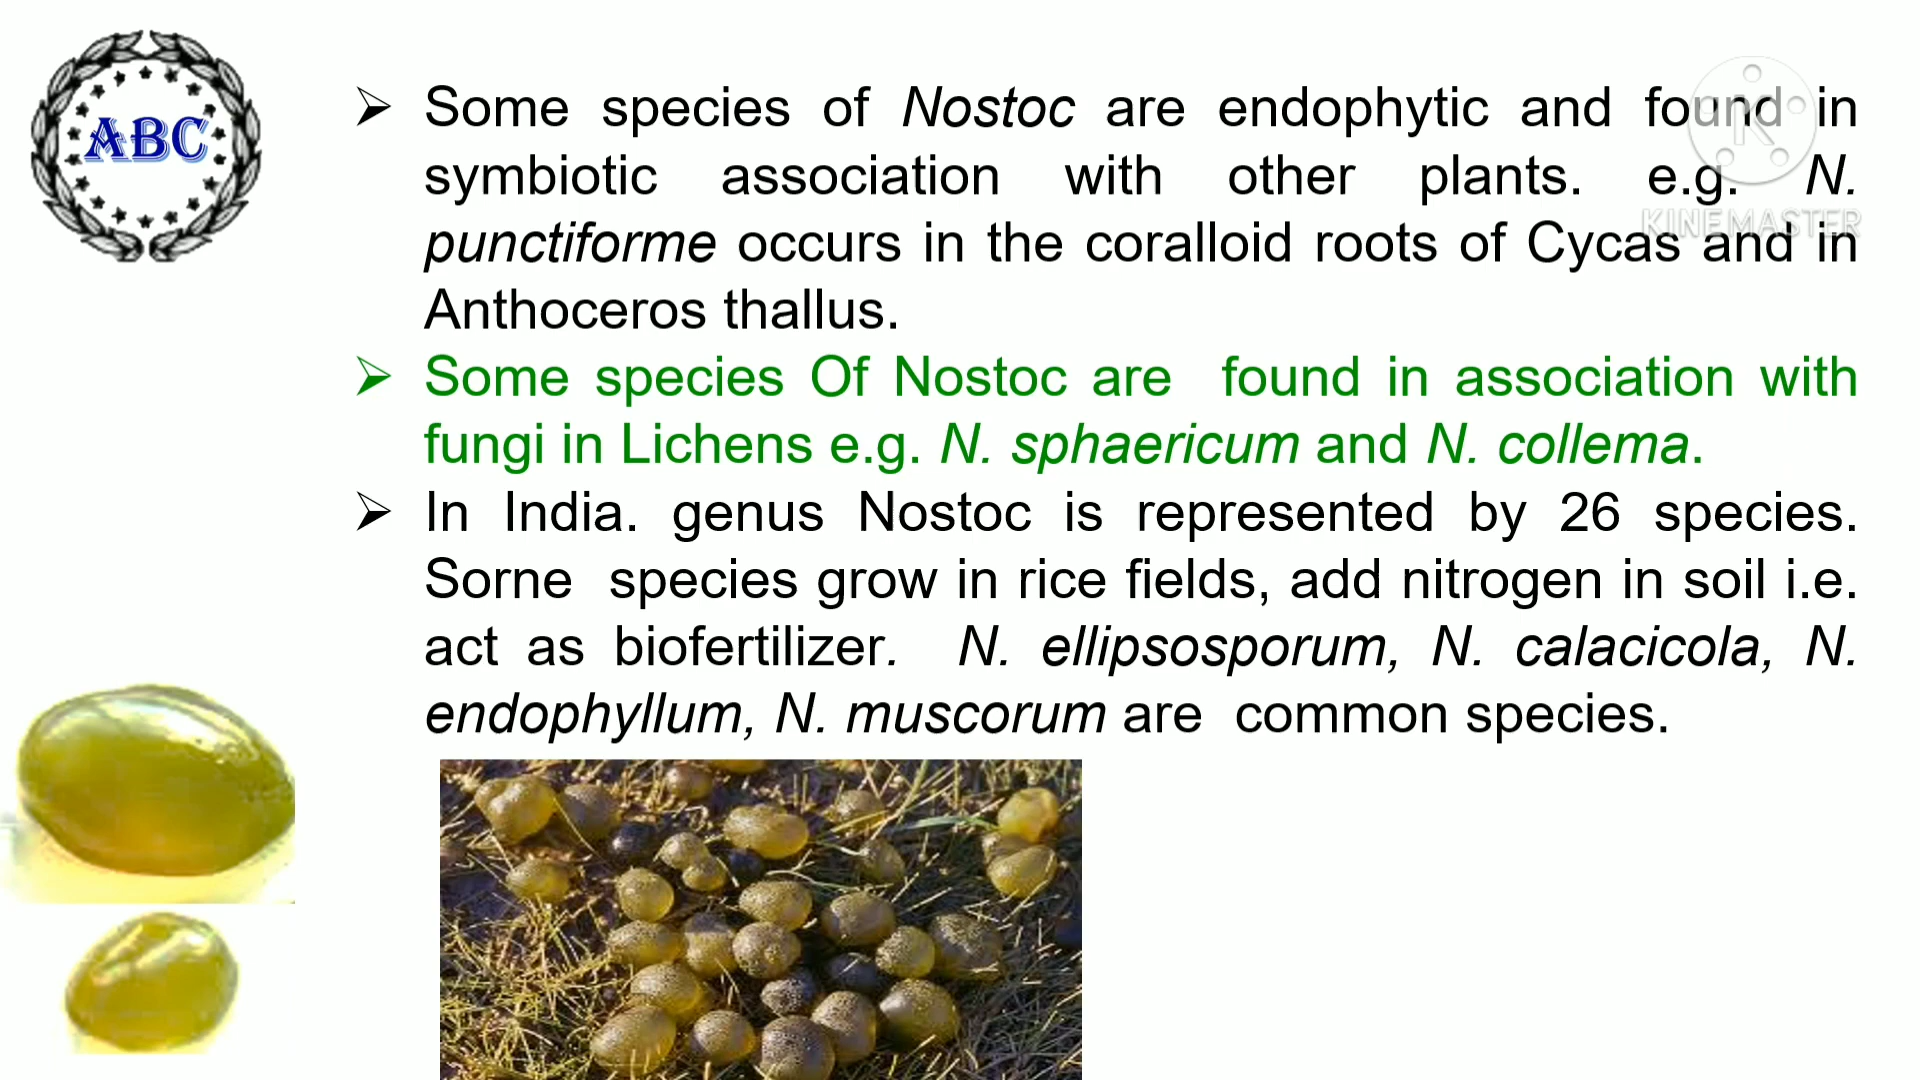 ABC
➢ Some species of Nostoc are endophytic and found in
symbiotic association with other plants. e.g. N.
punctiforme occurs in the coralloid roots of Cycas and in
Anthoceros thallus.
➢ Some species Of Nostoc are found in association with
fungi in Lichens e.g. N. sphaericum and N. collema.
➢ In India. genus Nostoc is represented by 26 species.
Sorne species grow in rice fields, add nitrogen in soil i.e.
act as biofertilizer. N. ellipsosporum, N. calacicola, N.
endophyllum, N. muscorum are common species.
K
KINEMASTER